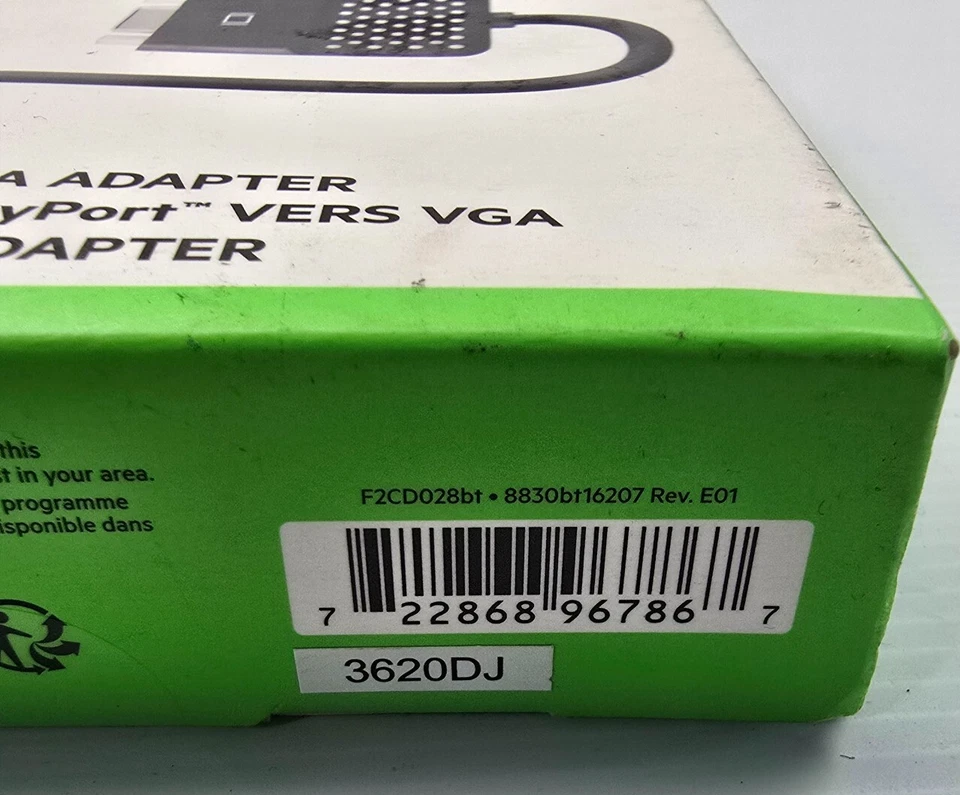 A ADAPTER
yPort™ VERS VGA
DAPTER
this
t in your area.
programme
isponible dans
F2CD028bt • 8830bt16207 Rev. E01
7 22868 96786 7
3620DJ